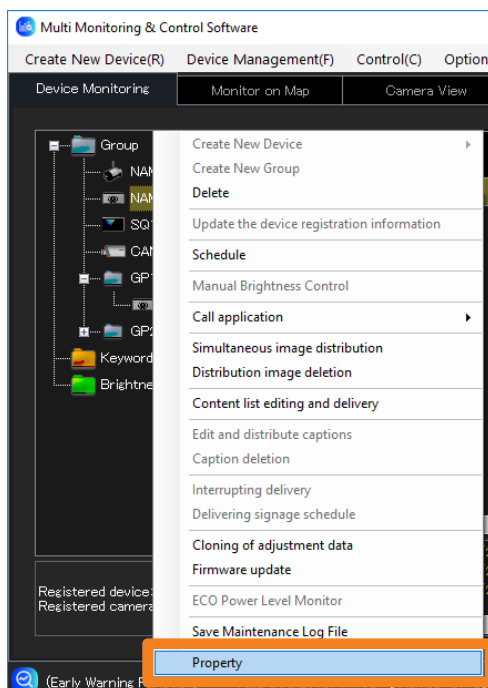 Multi Monitoring & Control Software
Create New Device(R) Device Management(F) Control(C) Option
Device Monitoring Monitor on Map Camera View
Group
NAM
NAM
SQ1
CAM
GP1
GP2
Keyword
Brightne
Create New Device
Create New Group
Delete
Update the device registration information
Schedule
Manual Brightness Control
Call application
Simultaneous image distribution
Distribution image deletion
Content list editing and delivery
Edit and distribute captions
Caption deletion
Interrupting delivery
Delivering signage schedule
Cloning of adjustment data
Firmware update
ECO Power Level Monitor
Save Maintenance Log File
Property
Registered device
Registered camera
(Early Warning